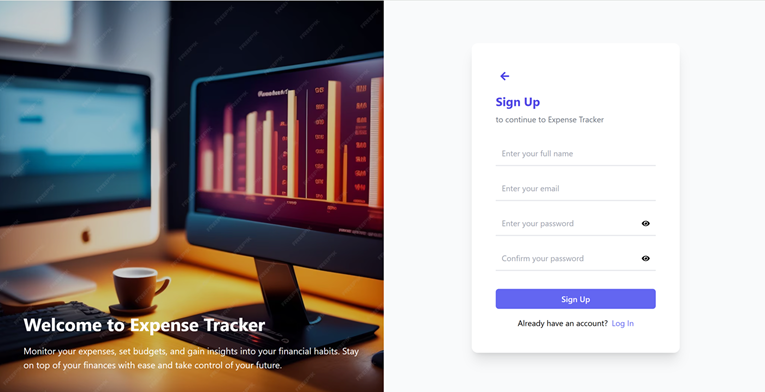 Welcome to Expense Tracker
Monitor your expenses, set budgets, and gain insights into your financial habits. Stay
on top of your finances with ease and take control of your future.
Sign Up
to continue to Expense Tracker
Enter your full name
Enter your email
Enter your password
Confirm your password
Sign Up
Already have an account? Log In